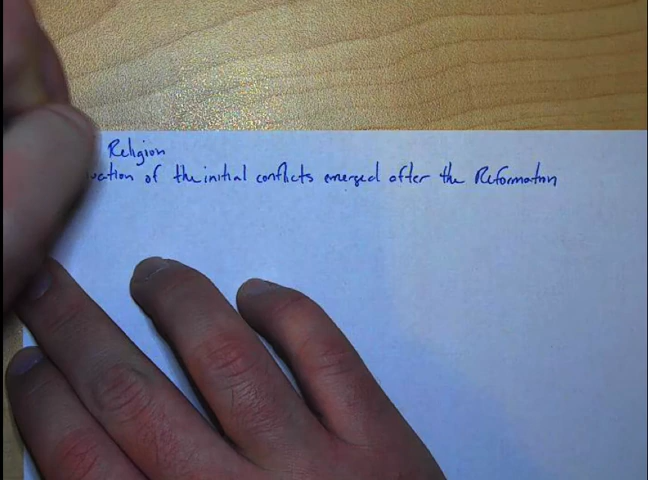 Religion
of the initial conflicts emerged after the Reformation